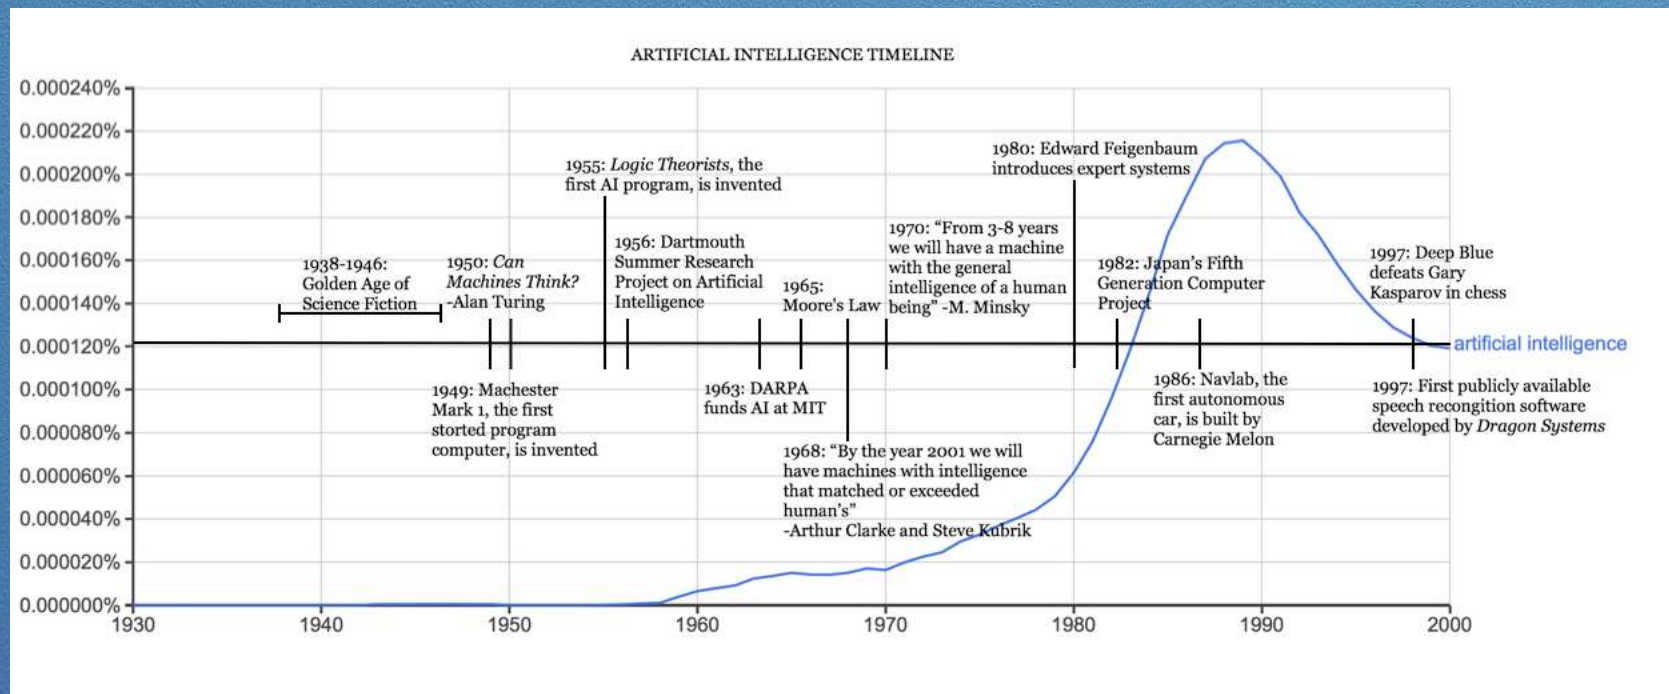 ARTIFICIAL INTELLIGENCE TIMELINE
0.000240%
0.000220%
0.000200%
0.000180%
0.000160%
0.000140%
0.000120%
0.000100%
0.000080%
0.000060%
0.000040%
0.000020%
0.000000%
1938-1946:
Golden Age of
Science Fiction
1950: Can
Machines Think?
-Alan Turing
1949: Machester
Mark 1, the first
storted program
computer, is invented
1955: Logic Theorists, the
first AI program, is invented
1956: Dartmouth
Summer Research
Project on Artificial
Intelligence
1963: DARPA
funds AI at MIT
1965:
Moore's Law
1968: “By the year 2001 we will
have machines with intelligence
that matched or exceeded
human’s”
-Arthur Clarke and Steve Kubrik
1970: “From 3-8 years
we will have a machine
with the general
intelligence of a human
being” -M. Minsky
1980: Edward Feigenbaum
introduces expert systems
1982: Japan’s Fifth
Generation Computer
Project
1986: Navlab, the
first autonomous
car, is built by
Carnegie Melon
1997: Deep Blue
defeats Gary
Kasparov in chess
artificial intelligence
1997: First publicly available
speech recongition software
developed by Dragon Systems
1930
1940
1950
1960
1970
1980
1990
2000